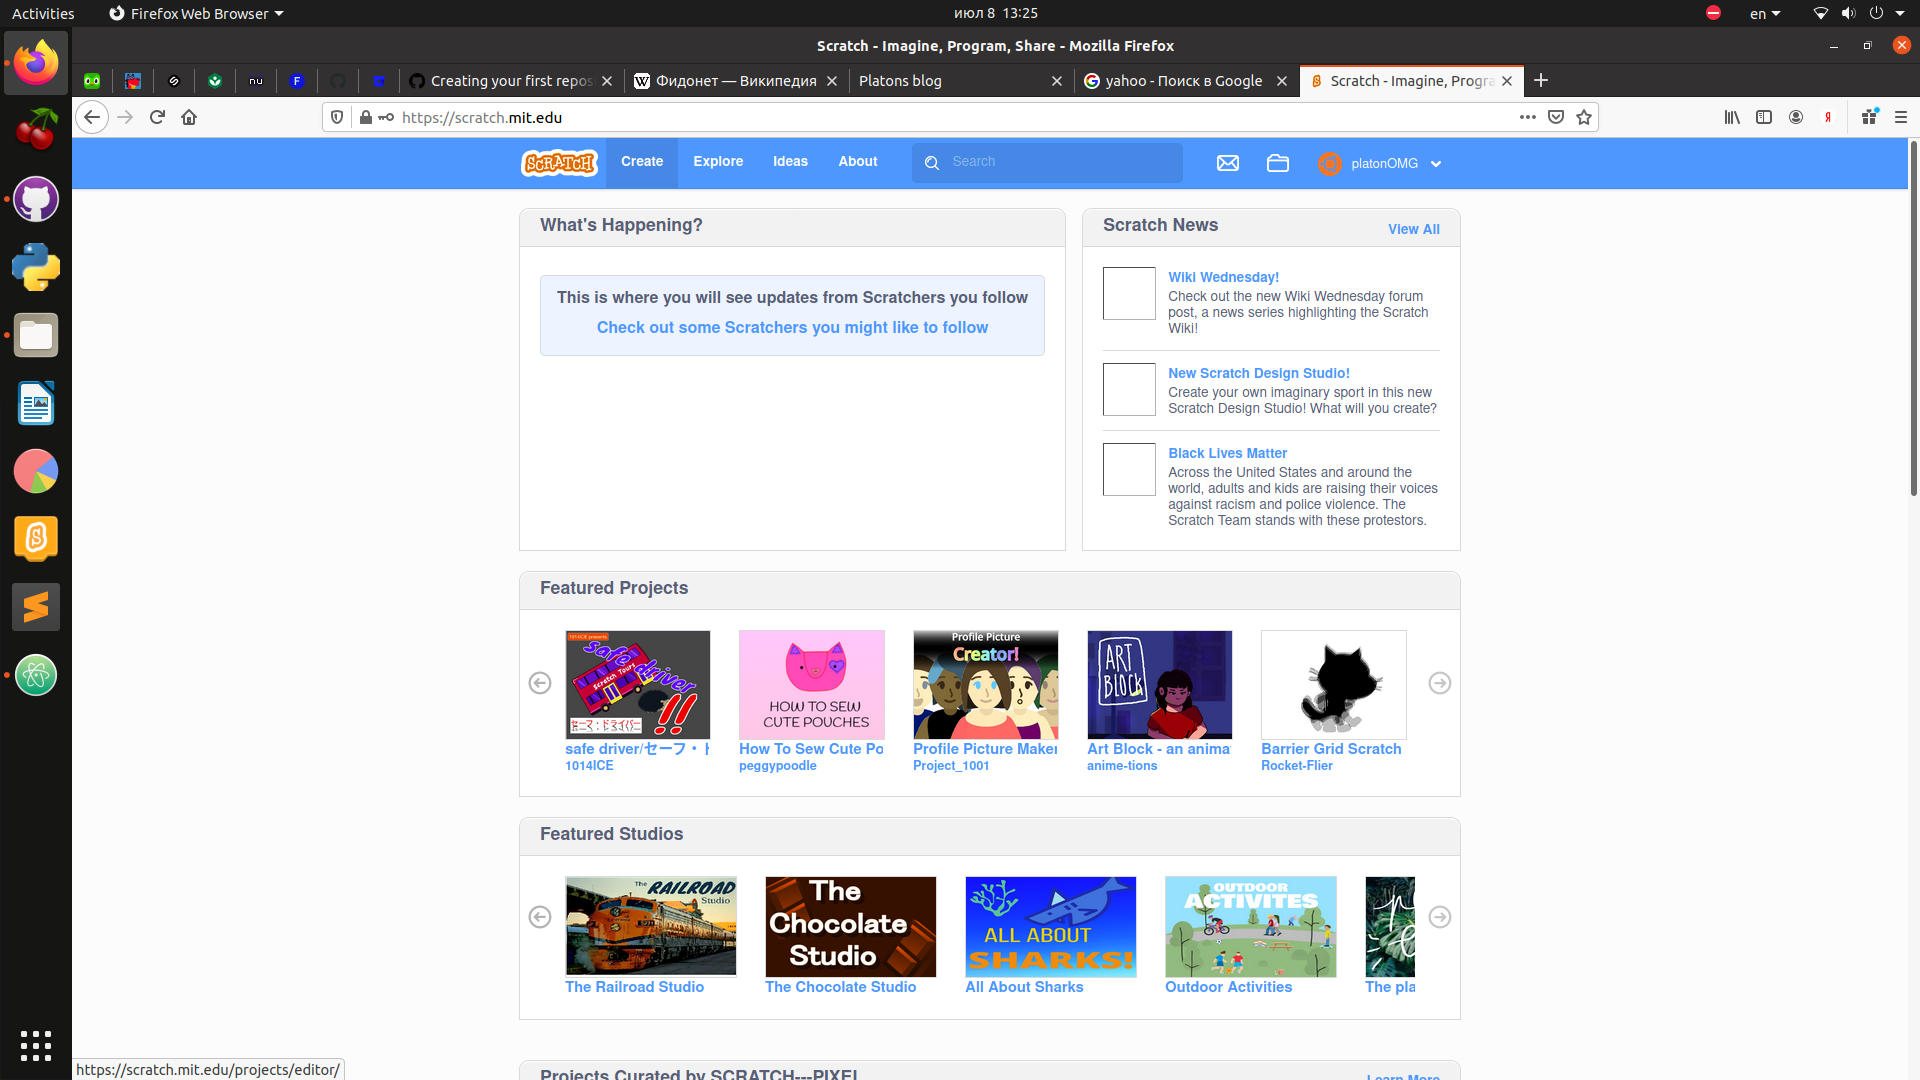 Activities
Firefox Web Browser
июл 8 13:25
en
Scratch - Imagine, Program, Share - Mozilla Firefox
nu
F
Creating your first repos
Фидонет — Википедия
Platons blog
yahoo - Поиск в Google
Scratch - Imagine, Progra
https://scratch.mit.edu
Я
SCRATCH
Create
Explore
Ideas
About
Search
platonOMG
What's Happening?
This is where you will see updates from Scratchers you follow
Check out some Scratchers you might like to follow
Scratch News
View All
Wiki Wednesday!
Check out the new Wiki Wednesday forum
post, a news series highlighting the Scratch
Wiki!
New Scratch Design Studio!
Create your own imaginary sport in this new
Scratch Design Studio! What will you create?
Black Lives Matter
Across the United States and around the
world, adults and kids are raising their voices
against racism and police violence. The
Scratch Team stands with these protestors.
Featured Projects
1014ICE presents
safe driver!!
Scratch Tours
セーフ・ドライバー
safe driver/セーフ・ト
1014ICE
HOW TO SEW
CUTE POUCHES
How To Sew Cute Po
peggypoodle
Profile Picture
Creator!
Profile Picture Maker
Project_1001
ART
BLOCK
Art Block - an anima
anime-tions
Barrier Grid Scratch
Rocket-Flier
Featured Studios
The RAILROAD
Studio
The Railroad Studio
The
Chocolate
Studio
The Chocolate Studio
ALL ABOUT
SHARKS!
All About Sharks
OUTDOOR
ACTIVITES
Outdoor Activities
The pla
Projects Curated by SCRATCH---PIXEL
Learn More
https://scratch.mit.edu/projects/editor/